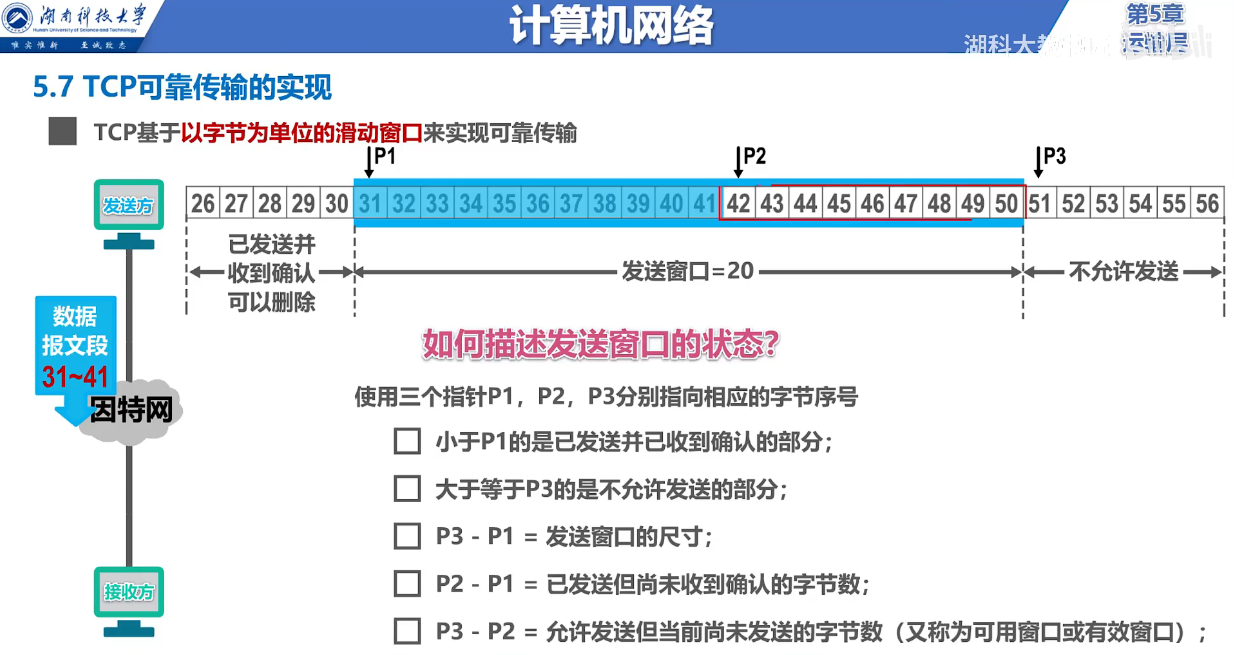 湖南科技大学
Hunan University of Science and Technology
唯实惟新 至诚致志
计算机网络
第5章
运输层
湖科大教
5.7 TCP可靠传输的实现
TCP基于以字节为单位的滑动窗口来实现可靠传输
P1 P2 P3
发送方
26 27 28 29 30 31 32 33 34 35 36 37 38 39 40 41 42 43 44 45 46 47 48 49 50 51 52 53 54 55 56
已发送并
收到确认
可以删除
发送窗口=20
不允许发送
数据
报文段
31~41
因特网
接收方
如何描述发送窗口的状态?
使用三个指针P1，P2，P3分别指向相应的字节序号
小于P1的是已发送并已收到确认的部分；
大于等于P3的是不允许发送的部分；
P3 - P1 = 发送窗口的尺寸；
P2 - P1 = 已发送但尚未收到确认的字节数；
P3 - P2 = 允许发送但当前尚未发送的字节数（又称为可用窗口或有效窗口）；